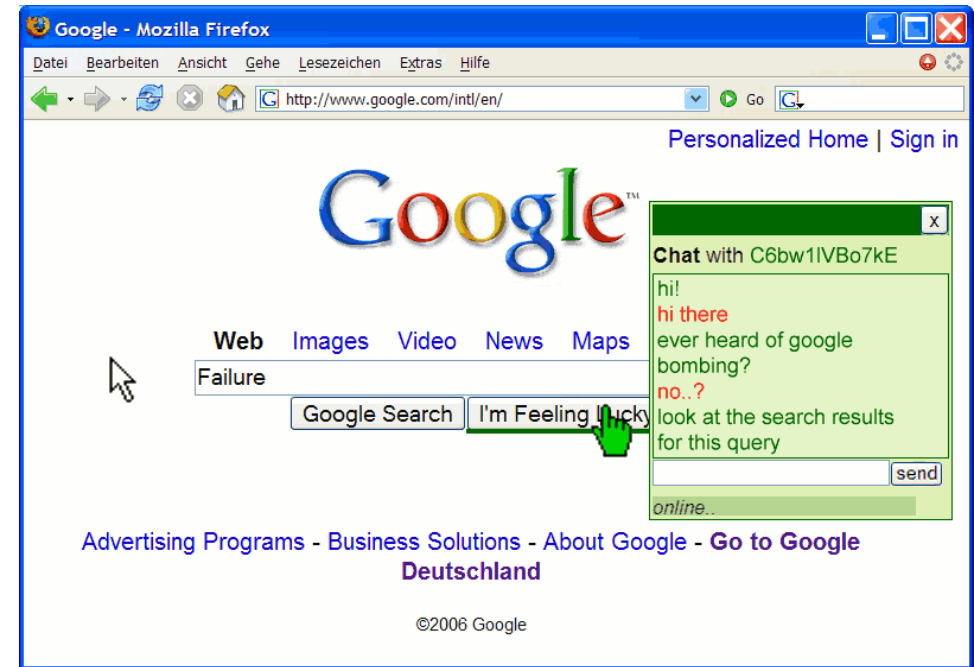 Google - Mozilla Firefox
Datei Bearbeiten Ansicht Gehe Lesezeichen Extras Hilfe
http://www.google.com/intl/en/ Go G
Personalized Home | Sign in
Google™
x
Chat with C6bw1lVBo7kE
hi!
hi there
ever heard of google
bombing?
no..?
look at the search results
for this query
send
online..
Web Images Video News Maps
Failure
Google Search I'm Feeling Lucky
Advertising Programs - Business Solutions - About Google - Go to Google
Deutschland
©2006 Google